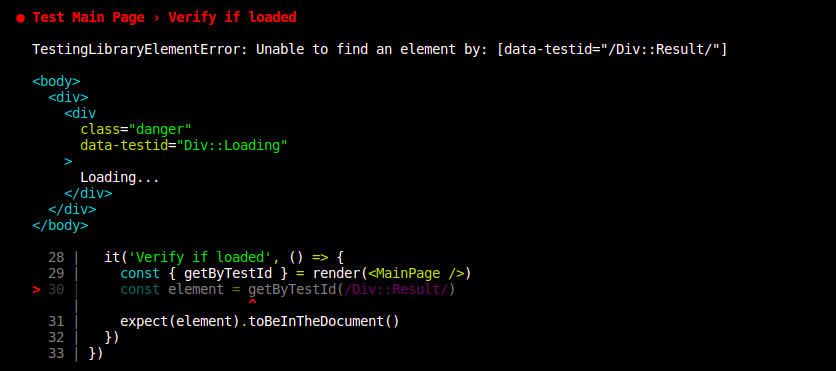 ● Test Main Page › Verify if loaded
TestingLibraryElementError: Unable to find an element by: [data-testid="/Div::Result/"]
<body>
<div>
<div
class="danger"
data-testid="Div::Loading"
>
Loading...
</div>
</div>
</body>
28 |   it('Verify if loaded', () => {
29 |     const { getByTestId } = render(<MainPage />)
> 30 |     const element = getByTestId(/Div::Result/)
|                     ^
31 |     expect(element).toBeInTheDocument()
32 |   })
33 | })